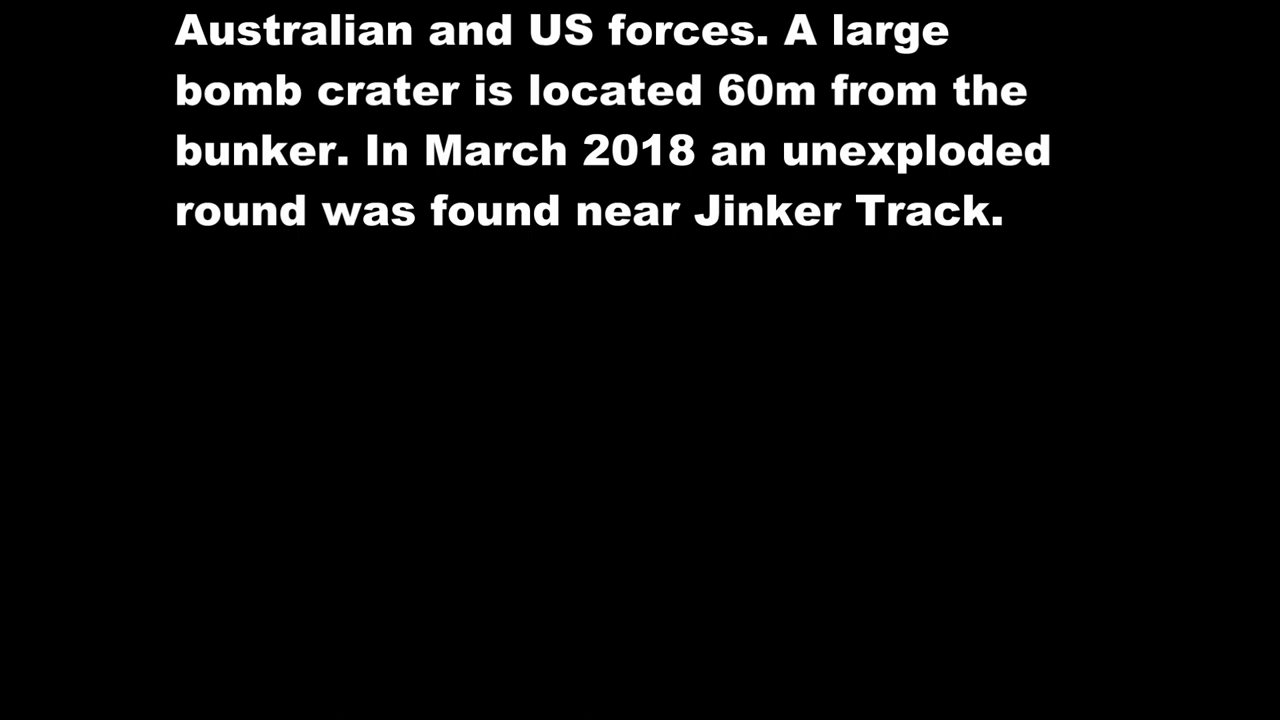 Australian and US forces. A large
bomb crater is located 60m from the
bunker. In March 2018 an unexploded
round was found near Jinker Track.